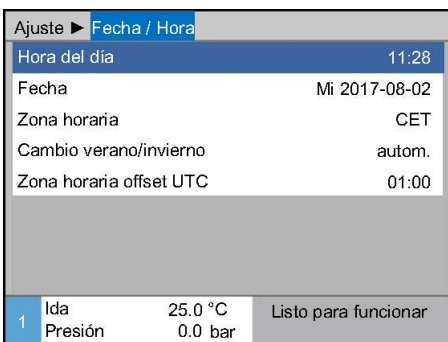 Ajuste ► Fecha / Hora
Hora del día 11:28
Fecha Mi 2017-08-02
Zona horaria CET
Cambio verano/invierno autom.
Zona horaria offset UTC 01:00
1 Ida 25.0 °C Listo para funcionar
Presión 0.0 bar